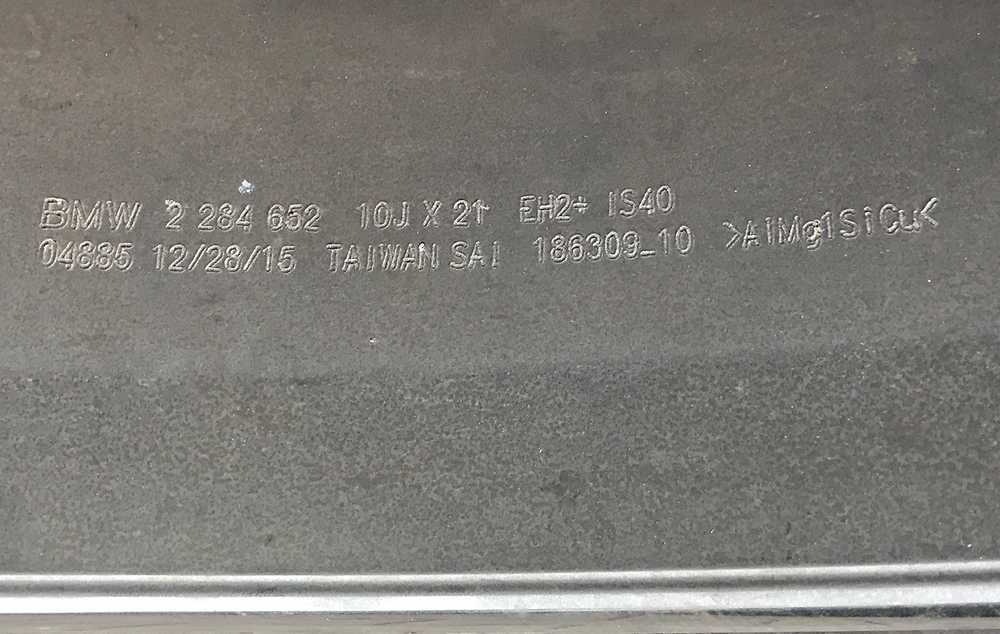 BMW 2 284 652 10J X 21 EH2+ IS40
04885 12/28/15 TAIWAN SAI 186309_10 >AlMg1SiCu<